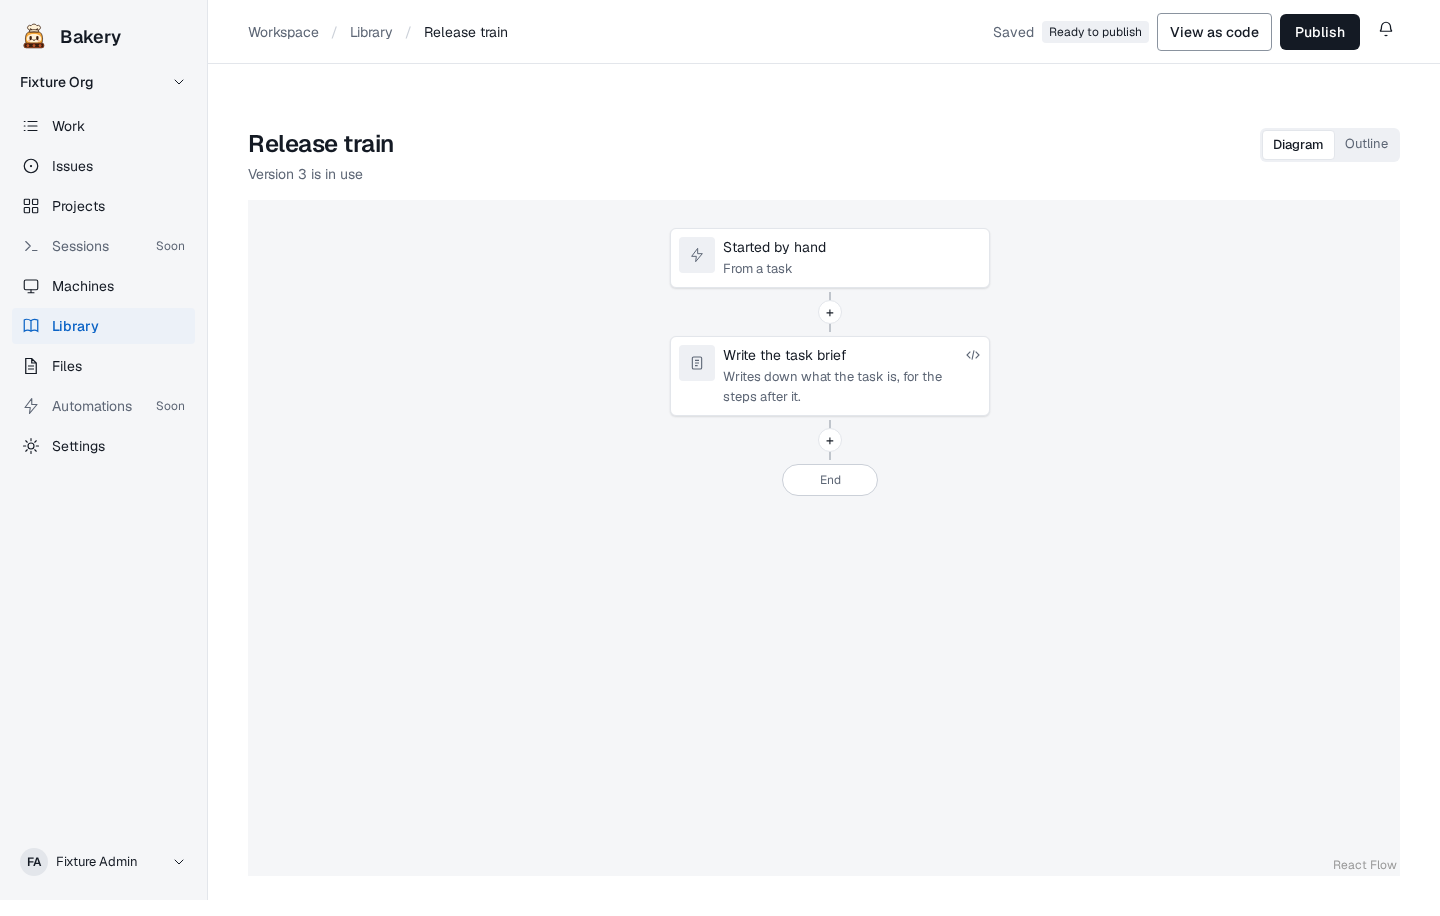 Bakery
Fixture Org
Work
Issues
Projects
Sessions Soon
Machines
Library
Files
Automations Soon
Settings
FA Fixture Admin
Workspace / Library / Release train
Saved Ready to publish View as code Publish
Release train
Version 3 is in use
Diagram Outline
Started by hand
From a task
+
Write the task brief
Writes down what the task is, for the
steps after it.
+
End
React Flow